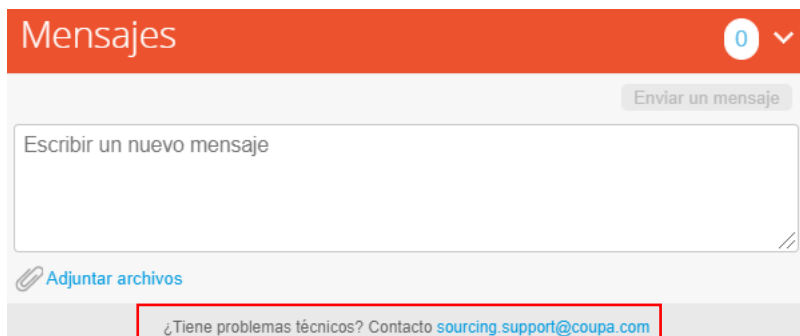 Mensajes
0
Enviar un mensaje
Escribir un nuevo mensaje
Adjuntar archivos
¿Tiene problemas técnicos? Contacto sourcing.support@coupa.com